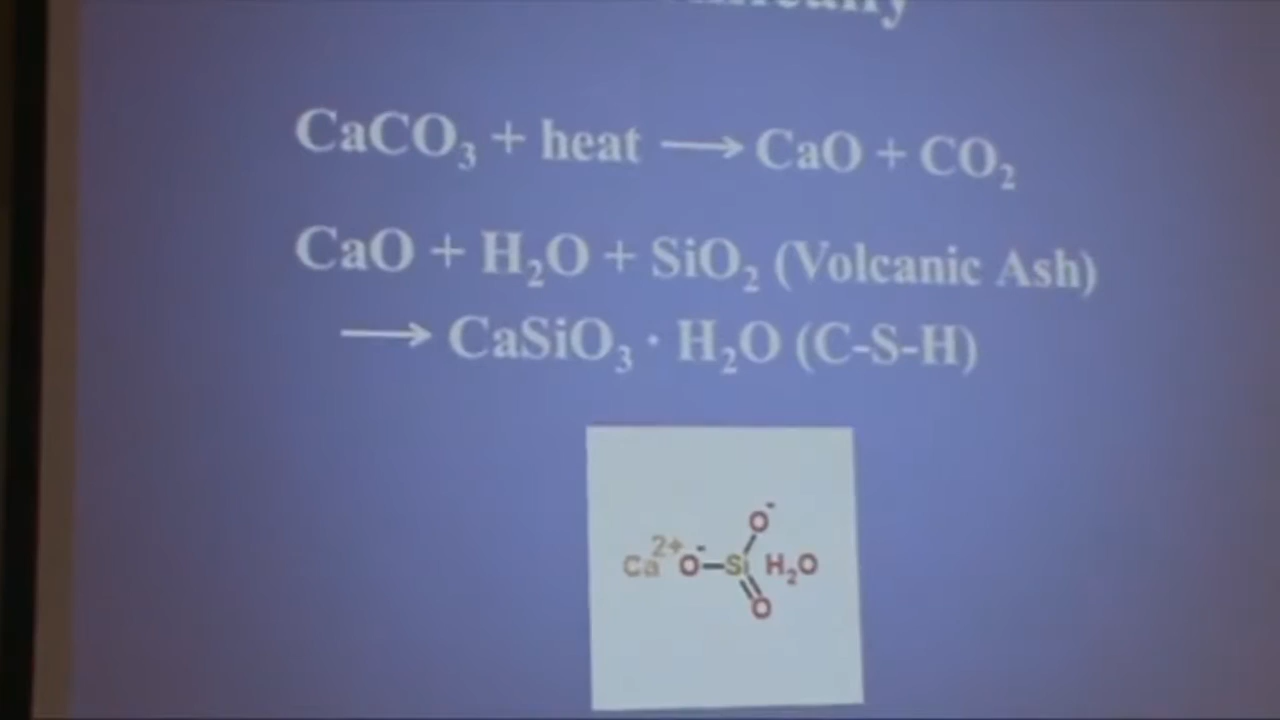 CaCO₃ + heat ⟶ CaO + CO₂
CaO + H₂O + SiO₂ (Volcanic Ash)
⟶ CaSiO₃ · H₂O (C-S-H)
O⁻
Ca²⁺ O⁻–Si H₂O
O